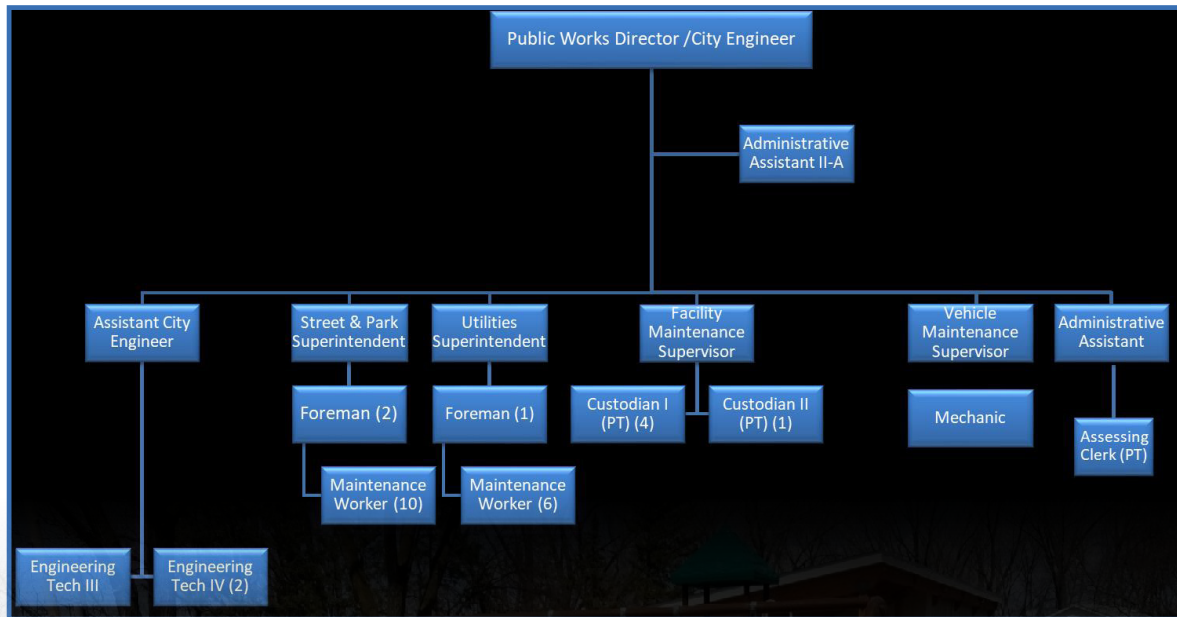 Public Works Director /City Engineer
Administrative
Assistant II-A
Assistant City
Engineer
Street & Park
Superintendent
Utilities
Superintendent
Facility
Maintenance
Supervisor
Vehicle
Maintenance
Supervisor
Administrative
Assistant
Foreman (2)
Foreman (1)
Custodian I
(PT) (4)
Custodian II
(PT) (1)
Mechanic
Assessing
Clerk (PT)
Maintenance
Worker (10)
Maintenance
Worker (6)
Engineering
Tech III
Engineering
Tech IV (2)